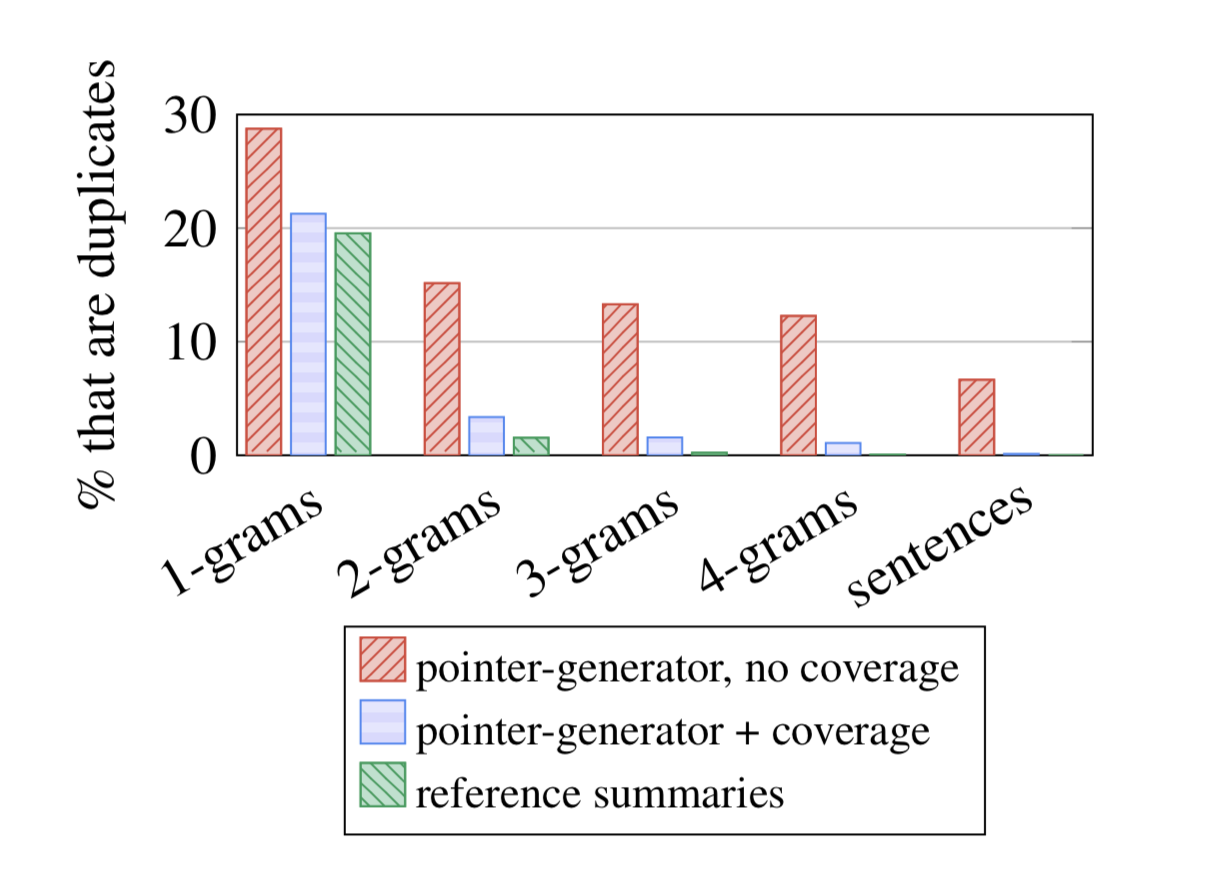 % that are duplicates
30
20
10
0
1-grams
2-grams
3-grams
4-grams
sentences
pointer-generator, no coverage
pointer-generator + coverage
reference summaries